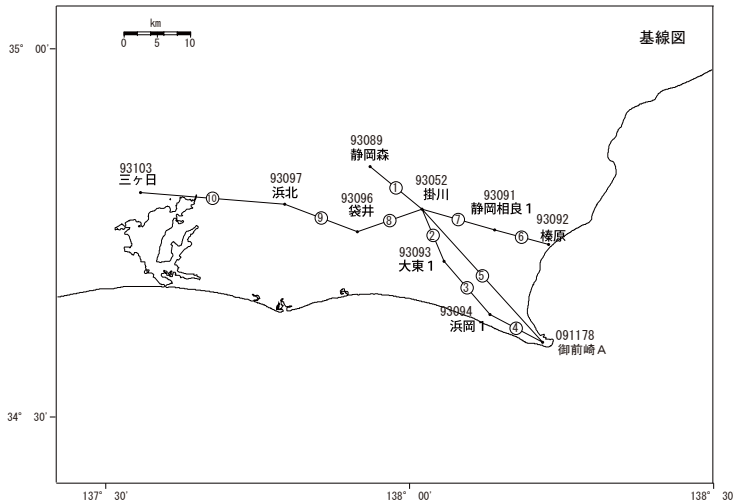 km
0 5 10
基線図
35° 00'
93089
静岡森
93103
三ヶ日
93097
浜北
93096
袋井
93052
掛川
93091
静岡相良1
93092
榛原
93093
大東1
93094
浜岡1
091178
御前崎A
①
②
③
④
⑤
⑥
⑦
⑧
⑨
⑩
34° 30'
137° 30'
138° 00'
138° 30'